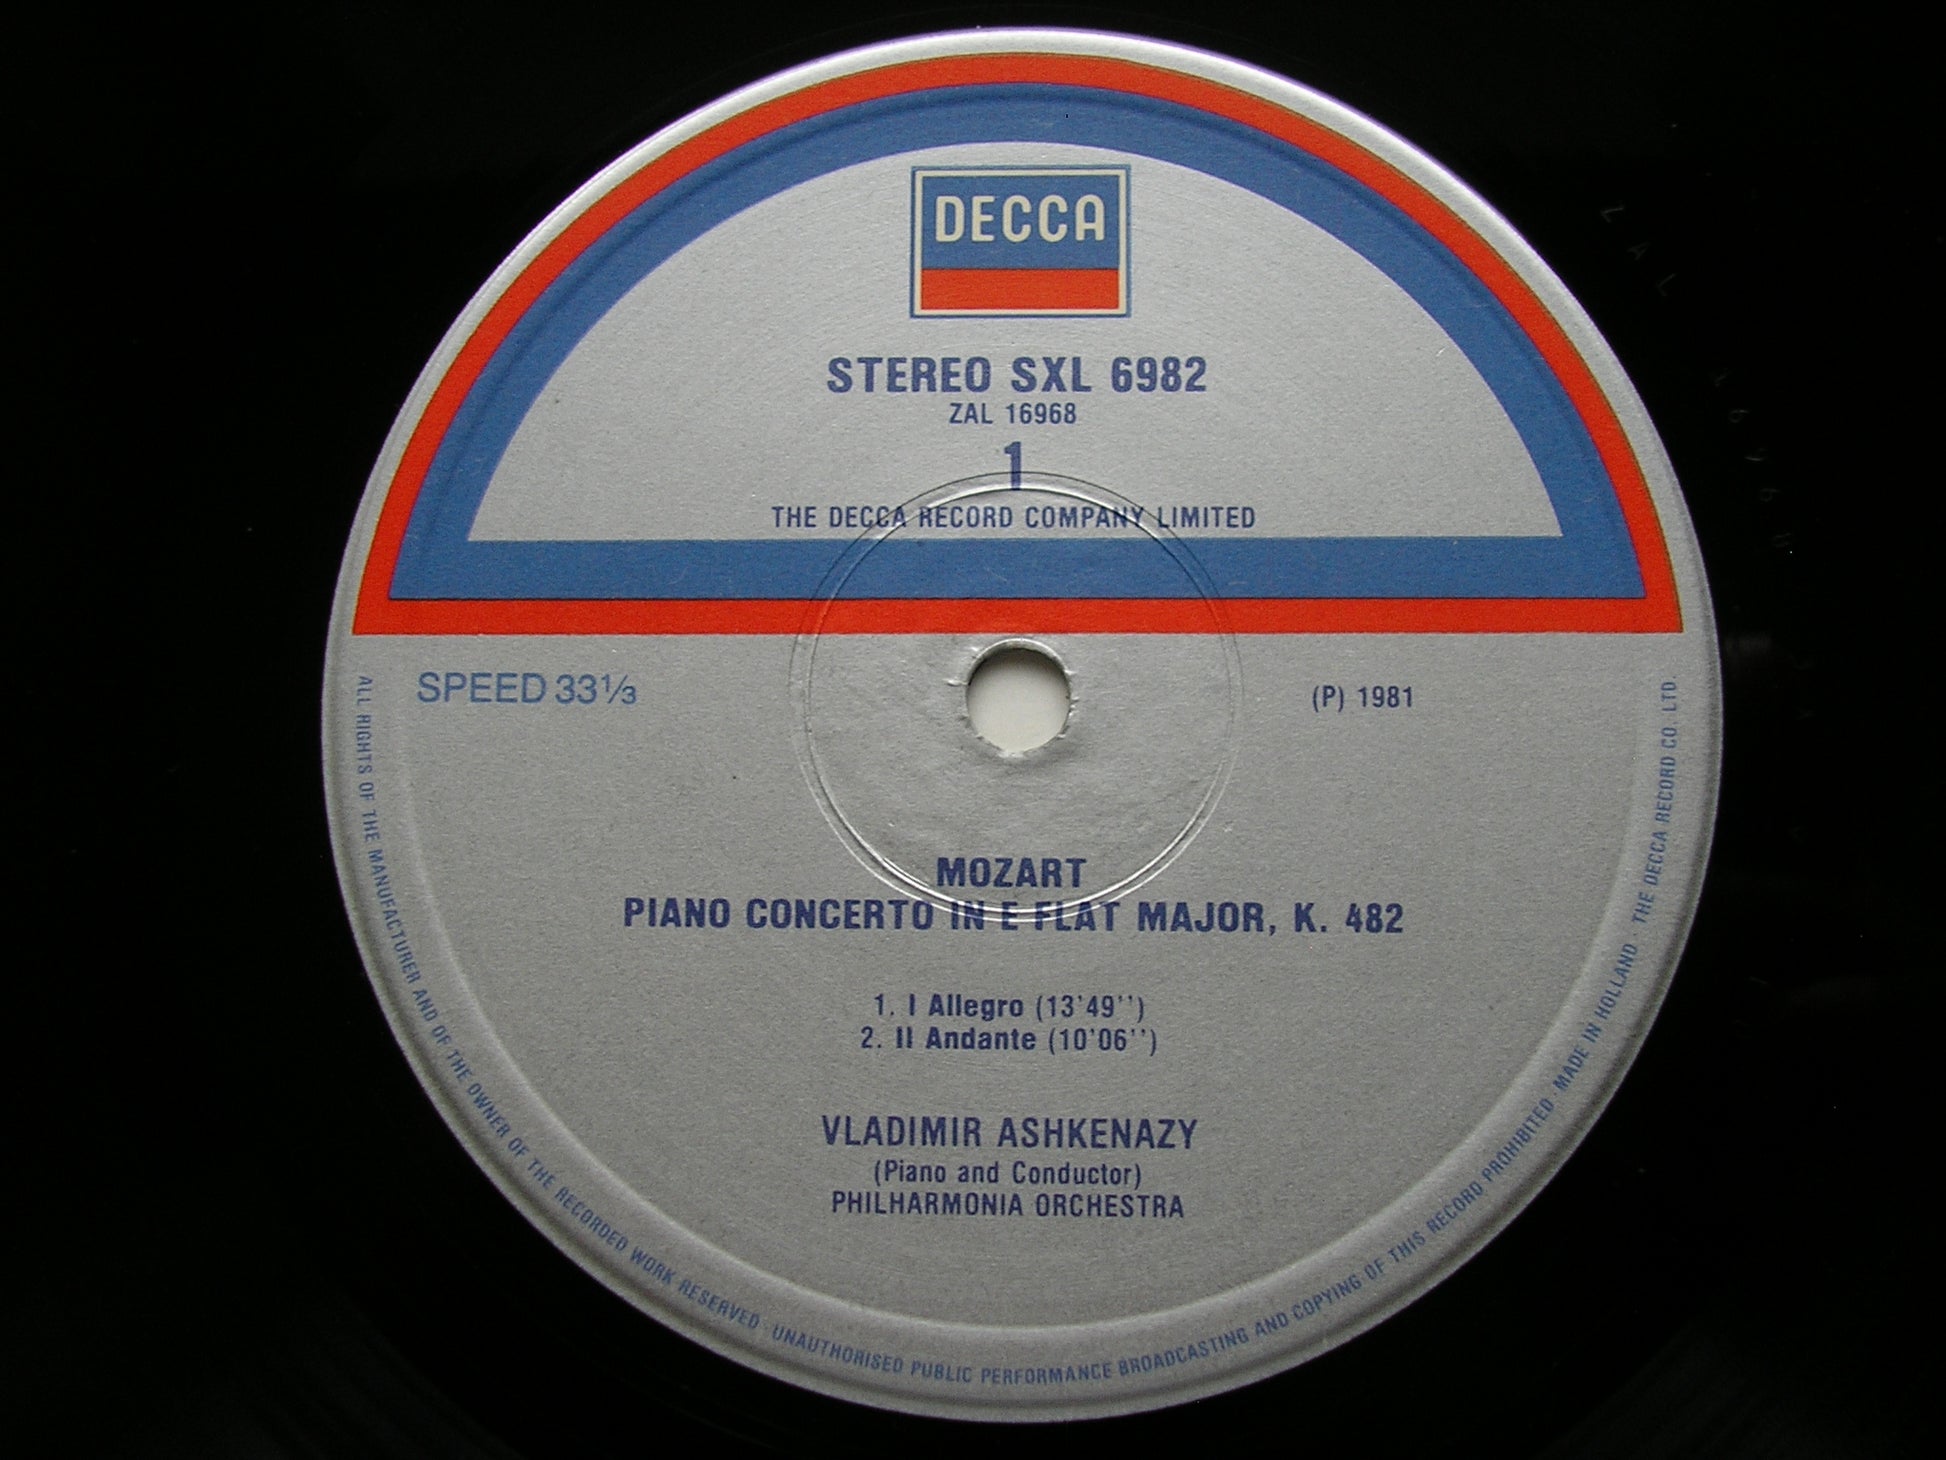 DECCA
STEREO SXL 6982
ZAL 16968
1
THE DECCA RECORD COMPANY LIMITED
SPEED 33⅓
(P) 1981
MOZART
PIANO CONCERTO IN E FLAT MAJOR, K. 482
1. I Allegro (13'49'')
2. II Andante (10'06'')
VLADIMIR ASHKENAZY
(Piano and Conductor)
PHILHARMONIA ORCHESTRA
ALL RIGHTS OF THE MANUFACTURER AND OF THE OWNER OF THE RECORDED WORK RESERVED · UNAUTHORISED PUBLIC PERFORMANCE BROADCASTING AND COPYING OF THIS RECORD PROHIBITED · MADE IN HOLLAND · THE DECCA RECORD CO. LTD.